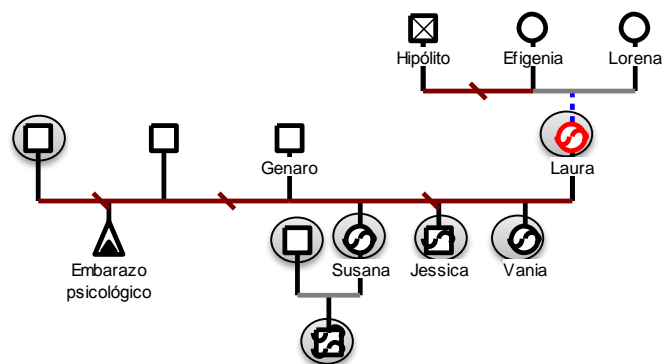 Hipólito Efigenia Lorena
Genaro Laura
Susana Jessica Vania
Embarazo
psicológico